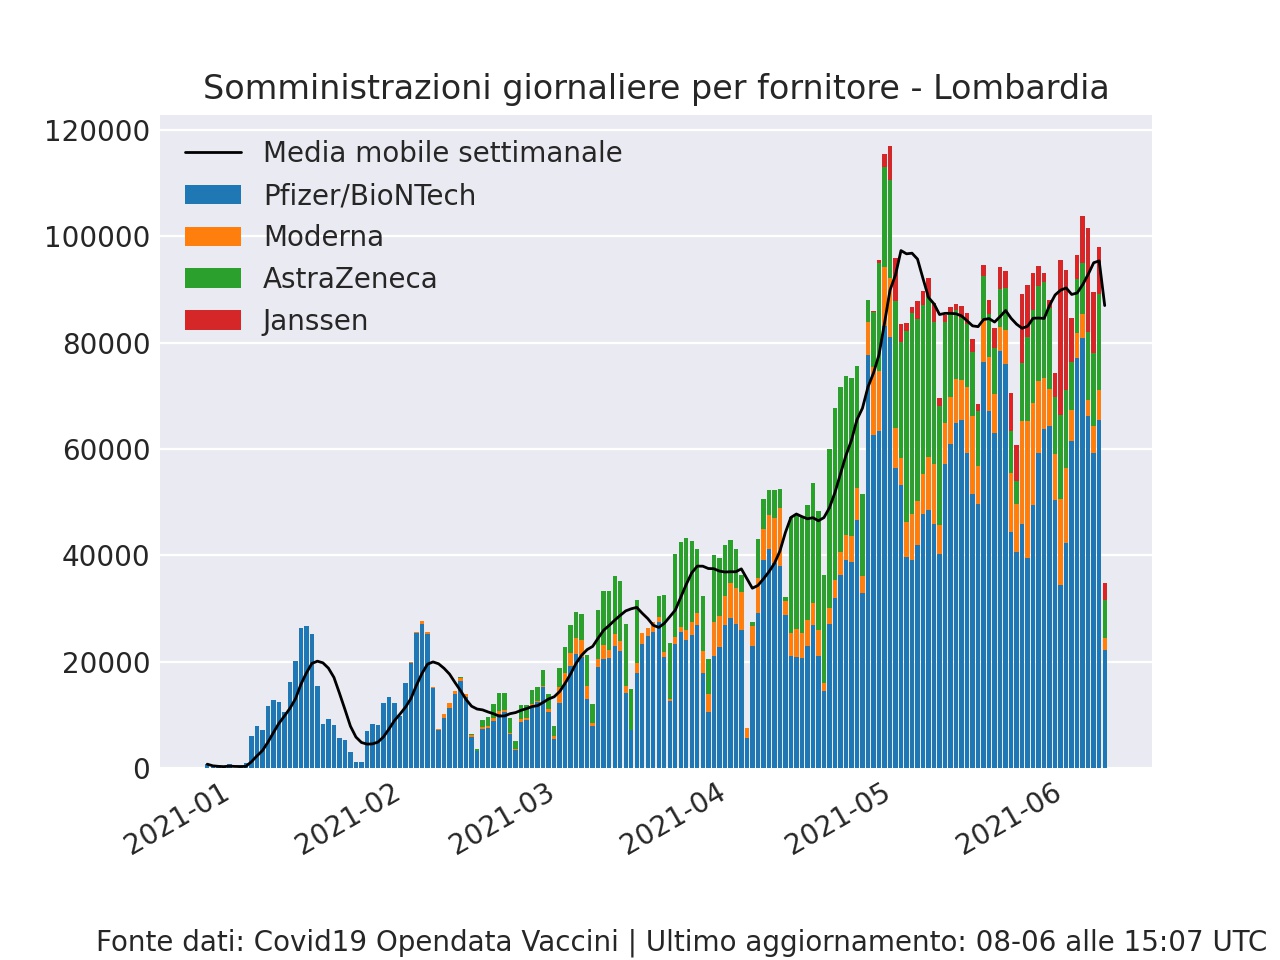 Somministrazioni giornaliere per fornitore - Lombardia
120000
100000
80000
60000
40000
20000
0
Media mobile settimanale
Pfizer/BioNTech
Moderna
AstraZeneca
Janssen
2021-01
2021-02
2021-03
2021-04
2021-05
2021-06
Fonte dati: Covid19 Opendata Vaccini | Ultimo aggiornamento: 08-06 alle 15:07 UTC